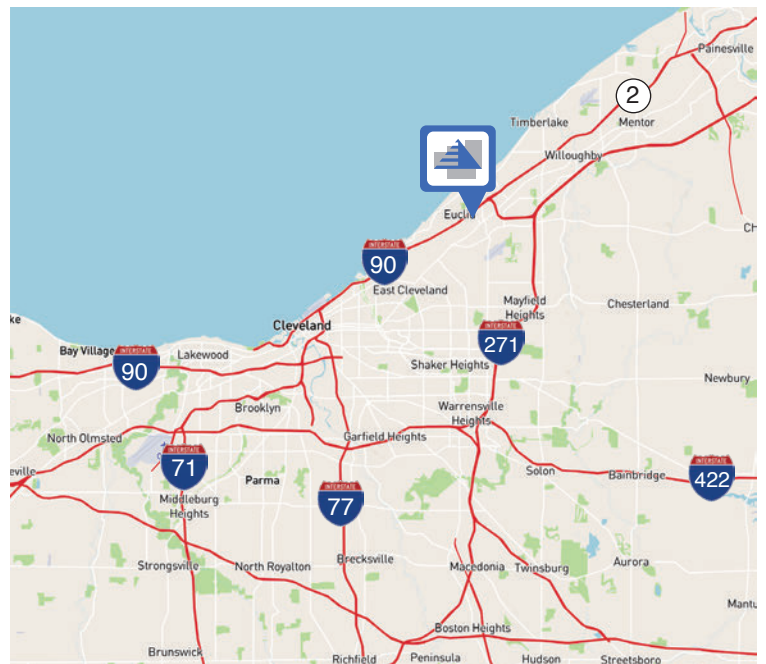 Painesville
2
Timberlake
Mentor
Willoughby
Euclid
CH
INTERSTATE
90
East Cleveland
Mayfield
Heights
Chesterland
ke
Cleveland
INTERSTATE
271
Bay Village
INTERSTATE
90
Lakewood
Shaker Heights
Newbury
Brooklyn
Warrensville
Heights
North Olmsted
Garfield Heights
eville
INTERSTATE
71
Parma
Solon
Bainbridge
INTERSTATE
422
Middleburg
Heights
INTERSTATE
77
Strongsville
North Royalton
Brecksville
Macedonia
Twinsburg
Aurora
Mantu
Boston Heights
Brunswick
Richfield
Peninsula
Hudson
Streetsboro